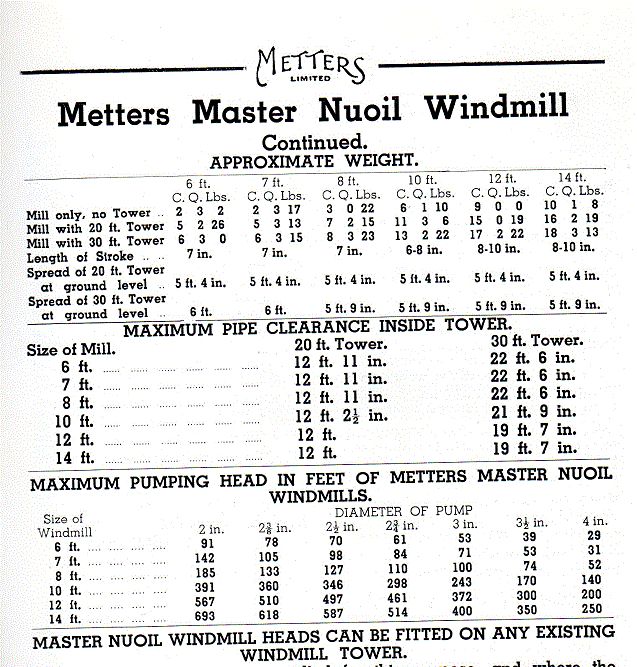 METTERS
LIMITED
Metters Master Nuoil Windmill
Continued.
APPROXIMATE WEIGHT.
6 ft. 7 ft. 8 ft. 10 ft. 12 ft. 14 ft.
C. Q. Lbs. C. Q. Lbs. C. Q. Lbs. C. Q. Lbs. C. Q. Lbs. C. Q. Lbs.
Mill only, no Tower .. 2 3 2 2 3 17 3 0 22 6 1 10 9 0 0 10 1 8
Mill with 20 ft. Tower 5 2 26 5 3 13 7 2 15 11 3 6 15 0 19 16 2 19
Mill with 30 ft. Tower 6 3 0 6 3 15 8 3 23 13 2 22 17 2 22 18 3 13
Length of Stroke .. .. 7 in. 7 in. 7 in. 6-8 in. 8-10 in. 8-10 in.
Spread of 20 ft. Tower
at ground level .. 5 ft. 4 in. 5 ft. 4 in. 5 ft. 4 in. 5 ft. 4 in. 5 ft. 4 in. 5 ft. 4 in.
Spread of 30 ft. Tower
at ground level .. 6 ft. 6 ft. 5 ft. 9 in. 5 ft. 9 in. 5 ft. 9 in. 5 ft. 9 in.
MAXIMUM PIPE CLEARANCE INSIDE TOWER.
Size of Mill. 20 ft. Tower. 30 ft. Tower.
6 ft. 12 ft. 11 in. 22 ft. 6 in.
7 ft. 12 ft. 11 in. 22 ft. 6 in.
8 ft. 12 ft. 11 in. 22 ft. 6 in.
10 ft. 12 ft. 2½ in. 21 ft. 9 in.
12 ft. 12 ft. 19 ft. 7 in.
14 ft. 12 ft. 19 ft. 7 in.
MAXIMUM PUMPING HEAD IN FEET OF METTERS MASTER NUOIL
WINDMILLS.
Size of DIAMETER OF PUMP
Windmill 2 in. 2⅜ in. 2½ in. 2¾ in. 3 in. 3½ in. 4 in.
6 ft. 91 78 70 61 53 39 29
7 ft. 142 105 98 84 71 53 31
8 ft. 185 133 127 110 100 74 52
10 ft. 391 360 346 298 243 170 140
12 ft. 567 510 497 461 372 300 200
14 ft. 693 618 587 514 400 350 250
MASTER NUOIL WINDMILL HEADS CAN BE FITTED ON ANY EXISTING
WINDMILL TOWER.